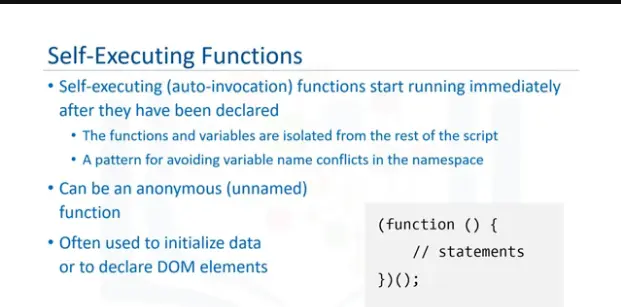 Self-Executing Functions
• Self-executing (auto-invocation) functions start running immediately
after they have been declared
• The functions and variables are isolated from the rest of the script
• A pattern for avoiding variable name conflicts in the namespace
• Can be an anonymous (unnamed)
function
• Often used to initialize data
or to declare DOM elements
(function () {
// statements
})();